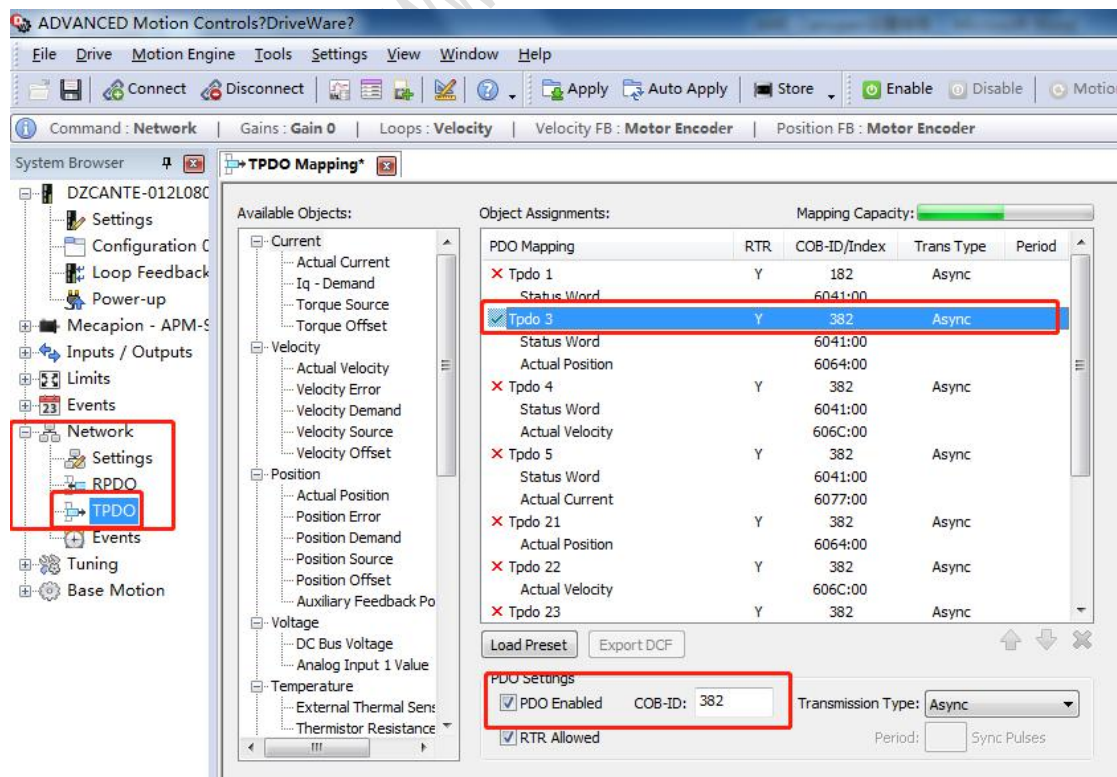 ADVANCED Motion Controls?DriveWare?
File Drive Motion Engine Tools Settings View Window Help
Connect Disconnect Apply Auto Apply Store Enable Disable Motio
Command : Network | Gains : Gain 0 | Loops : Velocity | Velocity FB : Motor Encoder | Position FB : Motor Encoder
System Browser
TPDO Mapping*
DZCANTE-012L080
Settings
Configuration 0
Loop Feedback
Power-up
Mecapion - APM-S
Inputs / Outputs
Limits
23 Events
Network
Settings
RPDO
TPDO
Events
Tuning
Base Motion
Available Objects:
Current
Actual Current
Iq - Demand
Torque Source
Torque Offset
Velocity
Actual Velocity
Velocity Error
Velocity Demand
Velocity Source
Velocity Offset
Position
Actual Position
Position Error
Position Demand
Position Source
Position Offset
Auxiliary Feedback Po
Voltage
DC Bus Voltage
Analog Input 1 Value
Temperature
External Thermal Sens
Thermistor Resistance
Object Assignments: Mapping Capacity:
PDO Mapping RTR COB-ID/Index Trans Type Period
Tpdo 1 Y 182 Async
Status Word 6041:00
Tpdo 3 Y 382 Async
Status Word 6041:00
Actual Position 6064:00
Tpdo 4 Y 382 Async
Status Word 6041:00
Actual Velocity 606C:00
Tpdo 5 Y 382 Async
Status Word 6041:00
Actual Current 6077:00
Tpdo 21 Y 382 Async
Actual Position 6064:00
Tpdo 22 Y 382 Async
Actual Velocity 606C:00
Tpdo 23 Y 382 Async
Load Preset Export DCF
PDO Settings
PDO Enabled COB-ID: 382 Transmission Type: Async
RTR Allowed Period: Sync Pulses